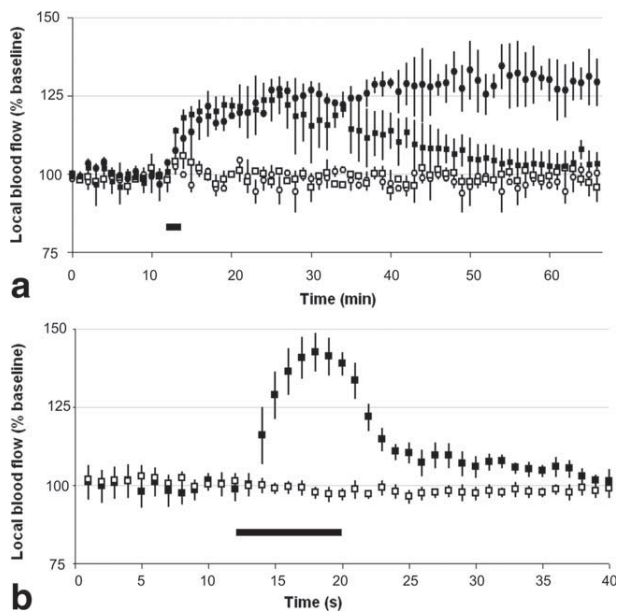 150
125
100
75
Local blood flow (% baseline)
0 10 20 30 40 50 60
Time (min)
a
150
125
100
75
Local blood flow (% baseline)
0 5 10 15 20 25 30 35 40
Time (s)
b